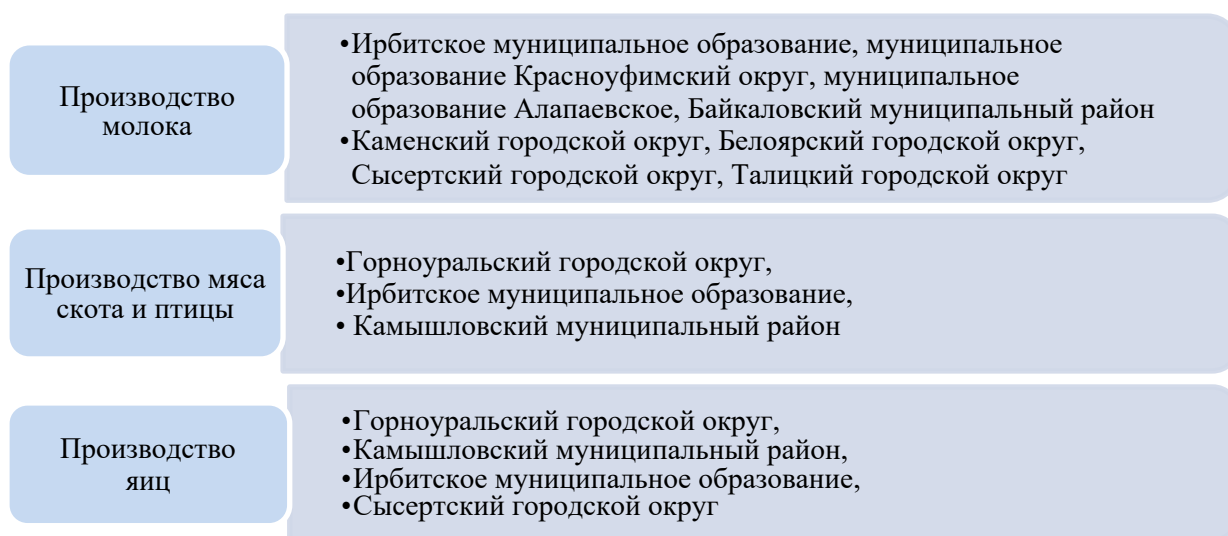 Производство
молока
•Ирбитское муниципальное образование, муниципальное
образование Красноуфимский округ, муниципальное
образование Алапаевское, Байкаловский муниципальный район
•Каменский городской округ, Белоярский городской округ,
Сысертский городской округ, Талицкий городской округ
Производство мяса
скота и птицы
•Горноуральский городской округ,
•Ирбитское муниципальное образование,
• Камышловский муниципальный район
Производство
яиц
•Горноуральский городской округ,
•Камышловский муниципальный район,
•Ирбитское муниципальное образование,
•Сысертский городской округ